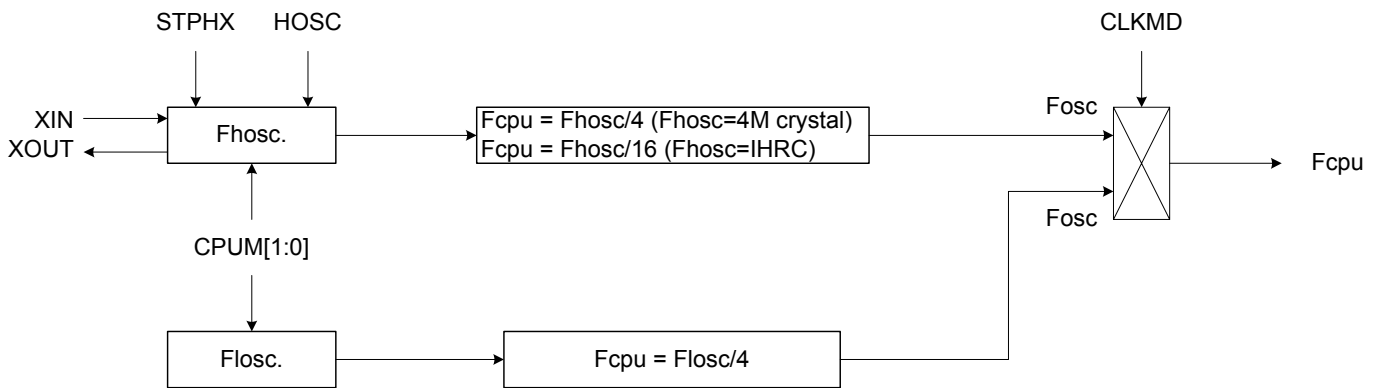 STPHX
HOSC
CLKMD
XIN
XOUT
Fhosc.
Fcpu = Fhosc/4 (Fhosc=4M crystal)
Fcpu = Fhosc/16 (Fhosc=IHRC)
Fosc
Fcpu
Fosc
CPUM[1:0]
Flosc.
Fcpu = Flosc/4